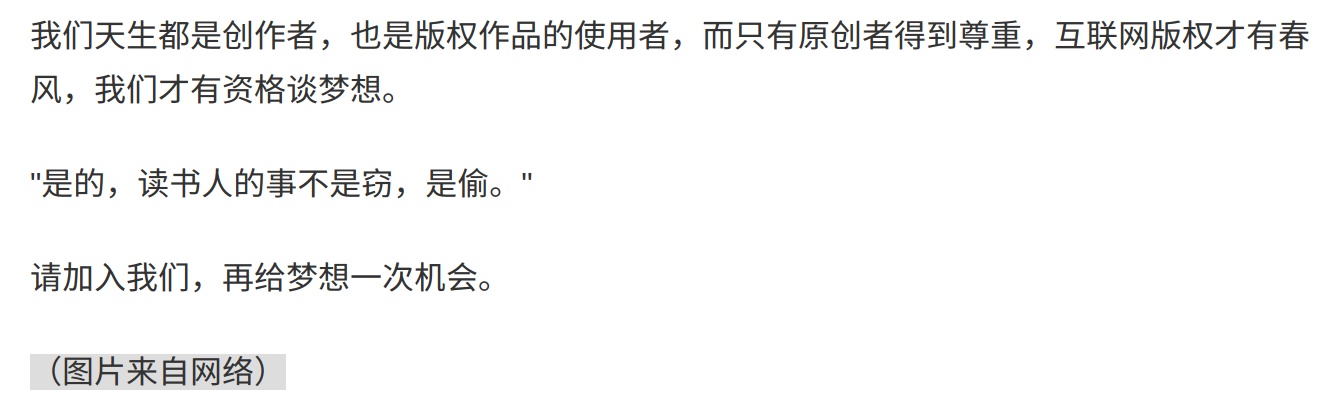 我们天生都是创作者，也是版权作品的使用者，而只有原创者得到尊重，互联网版权才有春
风，我们才有资格谈梦想。
"是的，读书人的事不是窃，是偷。"
请加入我们，再给梦想一次机会。
（图片来自网络）